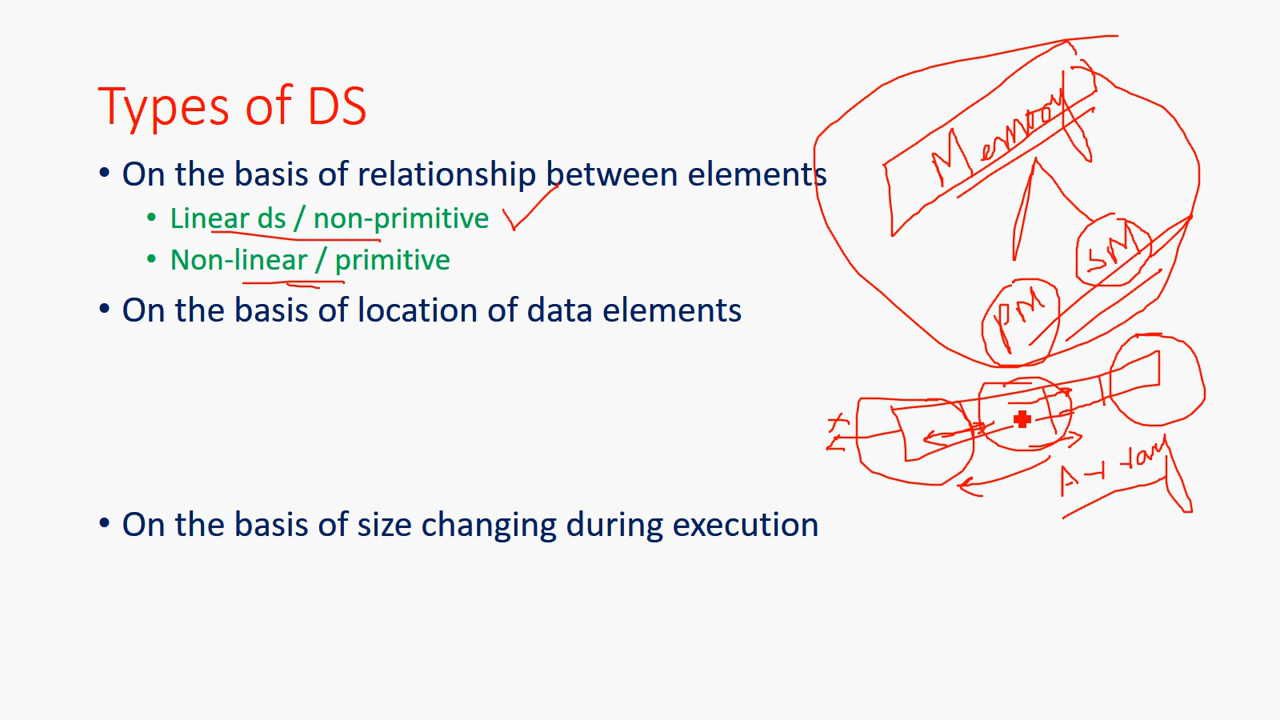 Types of DS
• On the basis of relationship between elements
• Linear ds / non-primitive
• Non-linear / primitive
• On the basis of location of data elements
• On the basis of size changing during execution
Memory
SM
PM
Array